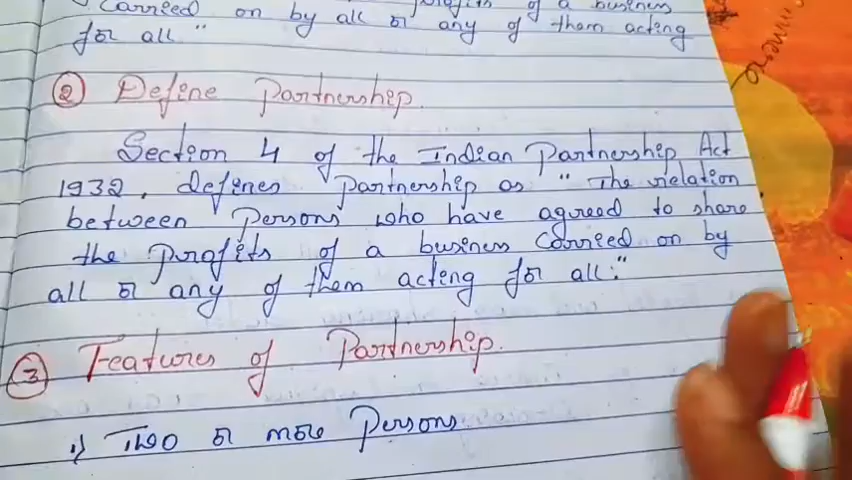 carried on by all or any of them acting
for all"
② Define Partnership.
Section 4 of the Indian Partnership Act
1932, defines Partnership as "The relation
between Persons who have agreed to share
the profits of a business carried on by
all or any of them acting for all."
③ Features of Partnership.
i) Two or more Persons